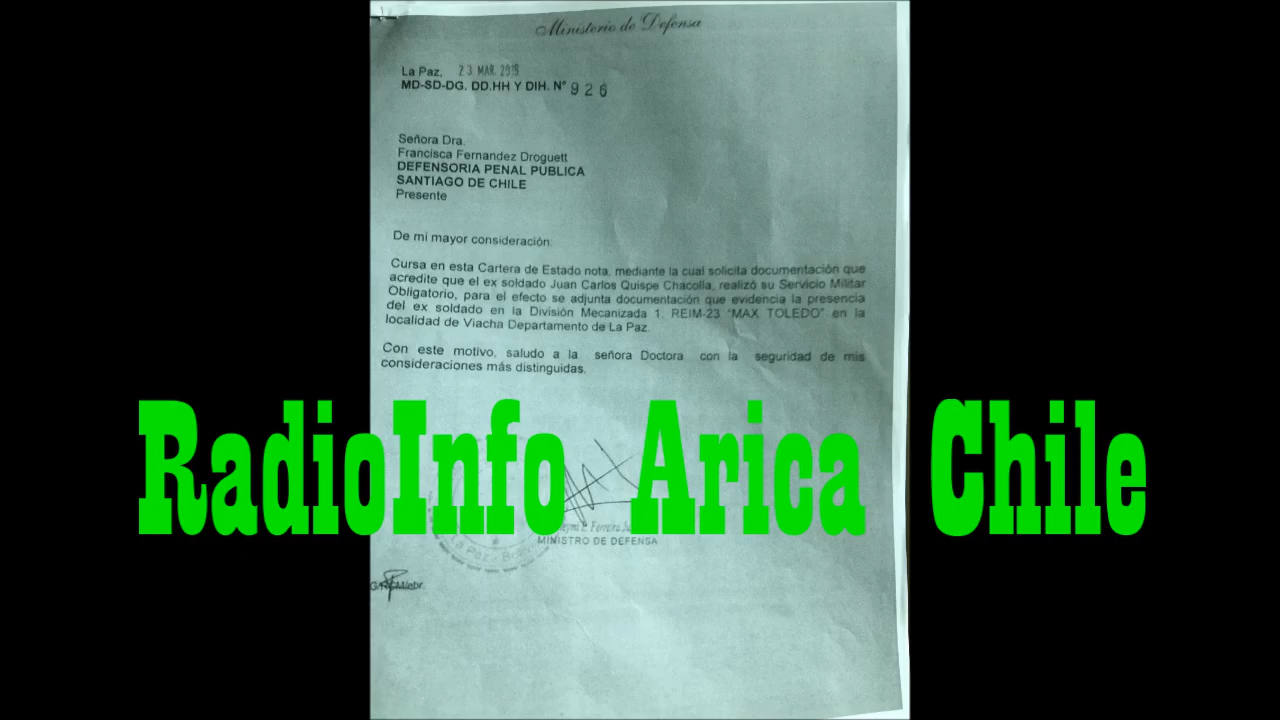 Ministerio de Defensa
La Paz, 23 MAR. 2016
MD-SD-DG. DD.HH Y DIH. N° 926
Señora Dra.
Francisca Fernandez Droguett
DEFENSORIA PENAL PUBLICA
SANTIAGO DE CHILE
Presente
De mi mayor consideración:
Cursa en esta Cartera de Estado nota, mediante la cual solicita documentación que
acredite que el ex soldado Juan Carlos Quispe Chacolla, realizó su Servicio Militar
Obligatorio, para el efecto se adjunta documentación que evidencia la presencia
del ex soldado en la División Mecanizada 1, REIM-23 "MAX TOLEDO" en la
localidad de Viacha Departamento de La Paz.
Con este motivo, saludo a la señora Doctora con la seguridad de mis
consideraciones más distinguidas.
RadioInfo Arica Chile
Ferreira
MINISTRO DE DEFENSA
La Paz - Bolivia